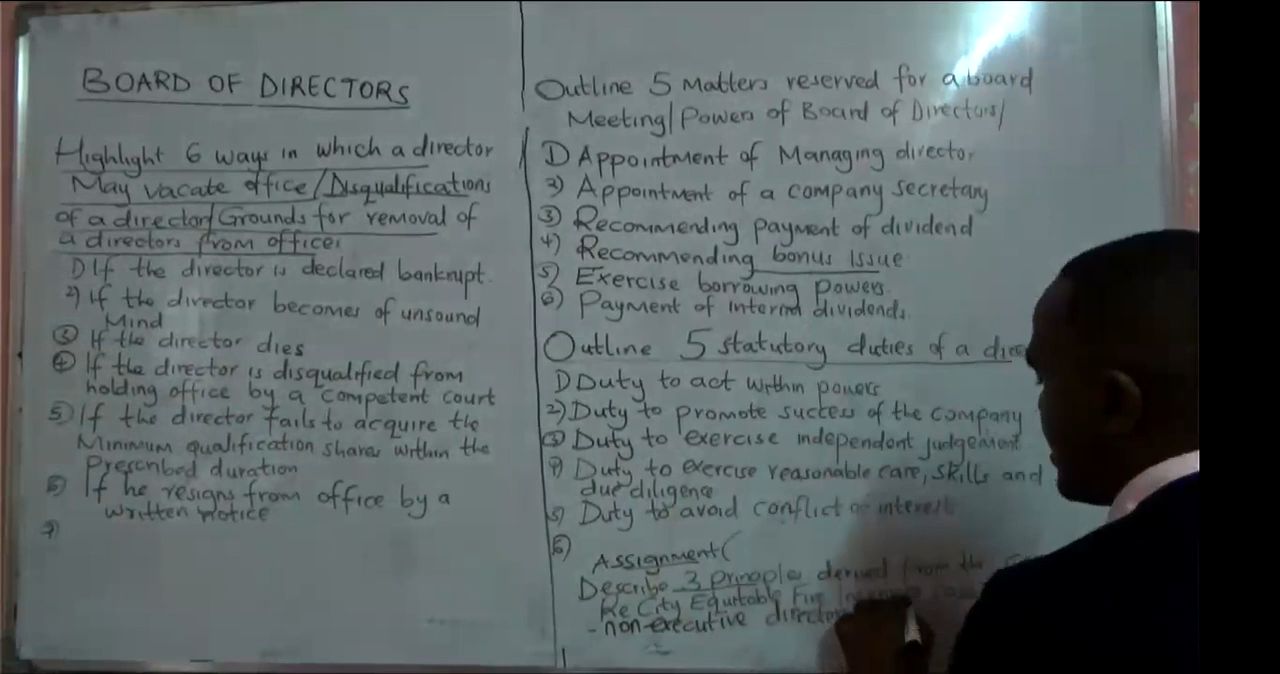 BOARD OF DIRECTORS
Highlight 6 ways in which a director
May vacate office/Disqualifications
of a director/Grounds for removal of
a directors from office:
1) If the director is declared bankrupt.
2) If the director becomes of unsound
Mind
3) If the director dies
4) If the director is disqualified from
holding office by a competent court
5) If the director fails to acquire the
Minimum qualification shares within the
Prescribed duration
6) If he resigns from office by a
written notice
7)
Outline 5 Matters reserved for a board
Meeting/Powers of Board of Directors/
1) Appointment of Managing director
2) Appointment of a company secretary
3) Recommending payment of dividend
4) Recommending bonus Issue
5) Exercise borrowing powers
6) Payment of interim dividends
Outline 5 statutory duties of a
1) Duty to act within powers
2) Duty to promote success of the company
3) Duty to exercise independent judgement
4) Duty to exercise reasonable care, skills and
due diligence
5) Duty to avoid conflict of interest
6)
Assignment(
Describe 3 principles derived from the
Re City Equitable Fire
- non-executive director